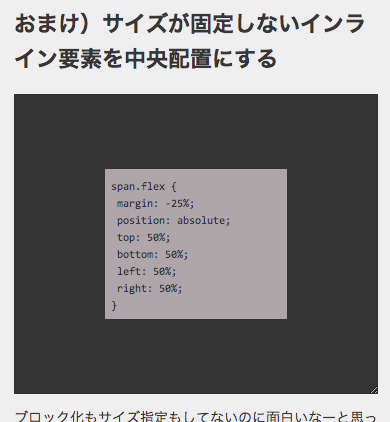 おまけ）サイズが固定しないインラ
イン要素を中央配置にする
span.flex {
margin: -25%;
position: absolute;
top: 50%;
bottom: 50%;
left: 50%;
right: 50%;
}
ブロック化もサイズ指定もしてないのに面白いなーと思っ